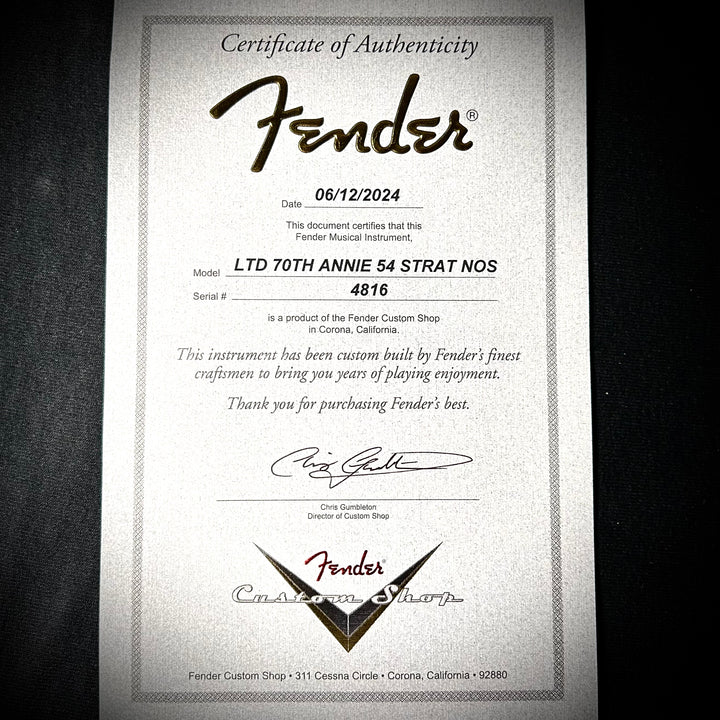 Certificate of Authenticity
Fender®
Date 06/12/2024
This document certifies that this
Fender Musical Instrument,
Model LTD 70TH ANNIE 54 STRAT NOS
Serial # 4816
is a product of the Fender Custom Shop
in Corona, California.
This instrument has been custom built by Fender's finest
craftsmen to bring you years of playing enjoyment.
Thank you for purchasing Fender's best.
Chris Gumbleton
Director of Custom Shop
Fender®
Custom Shop
Fender Custom Shop • 311 Cessna Circle • Corona, California • 92880